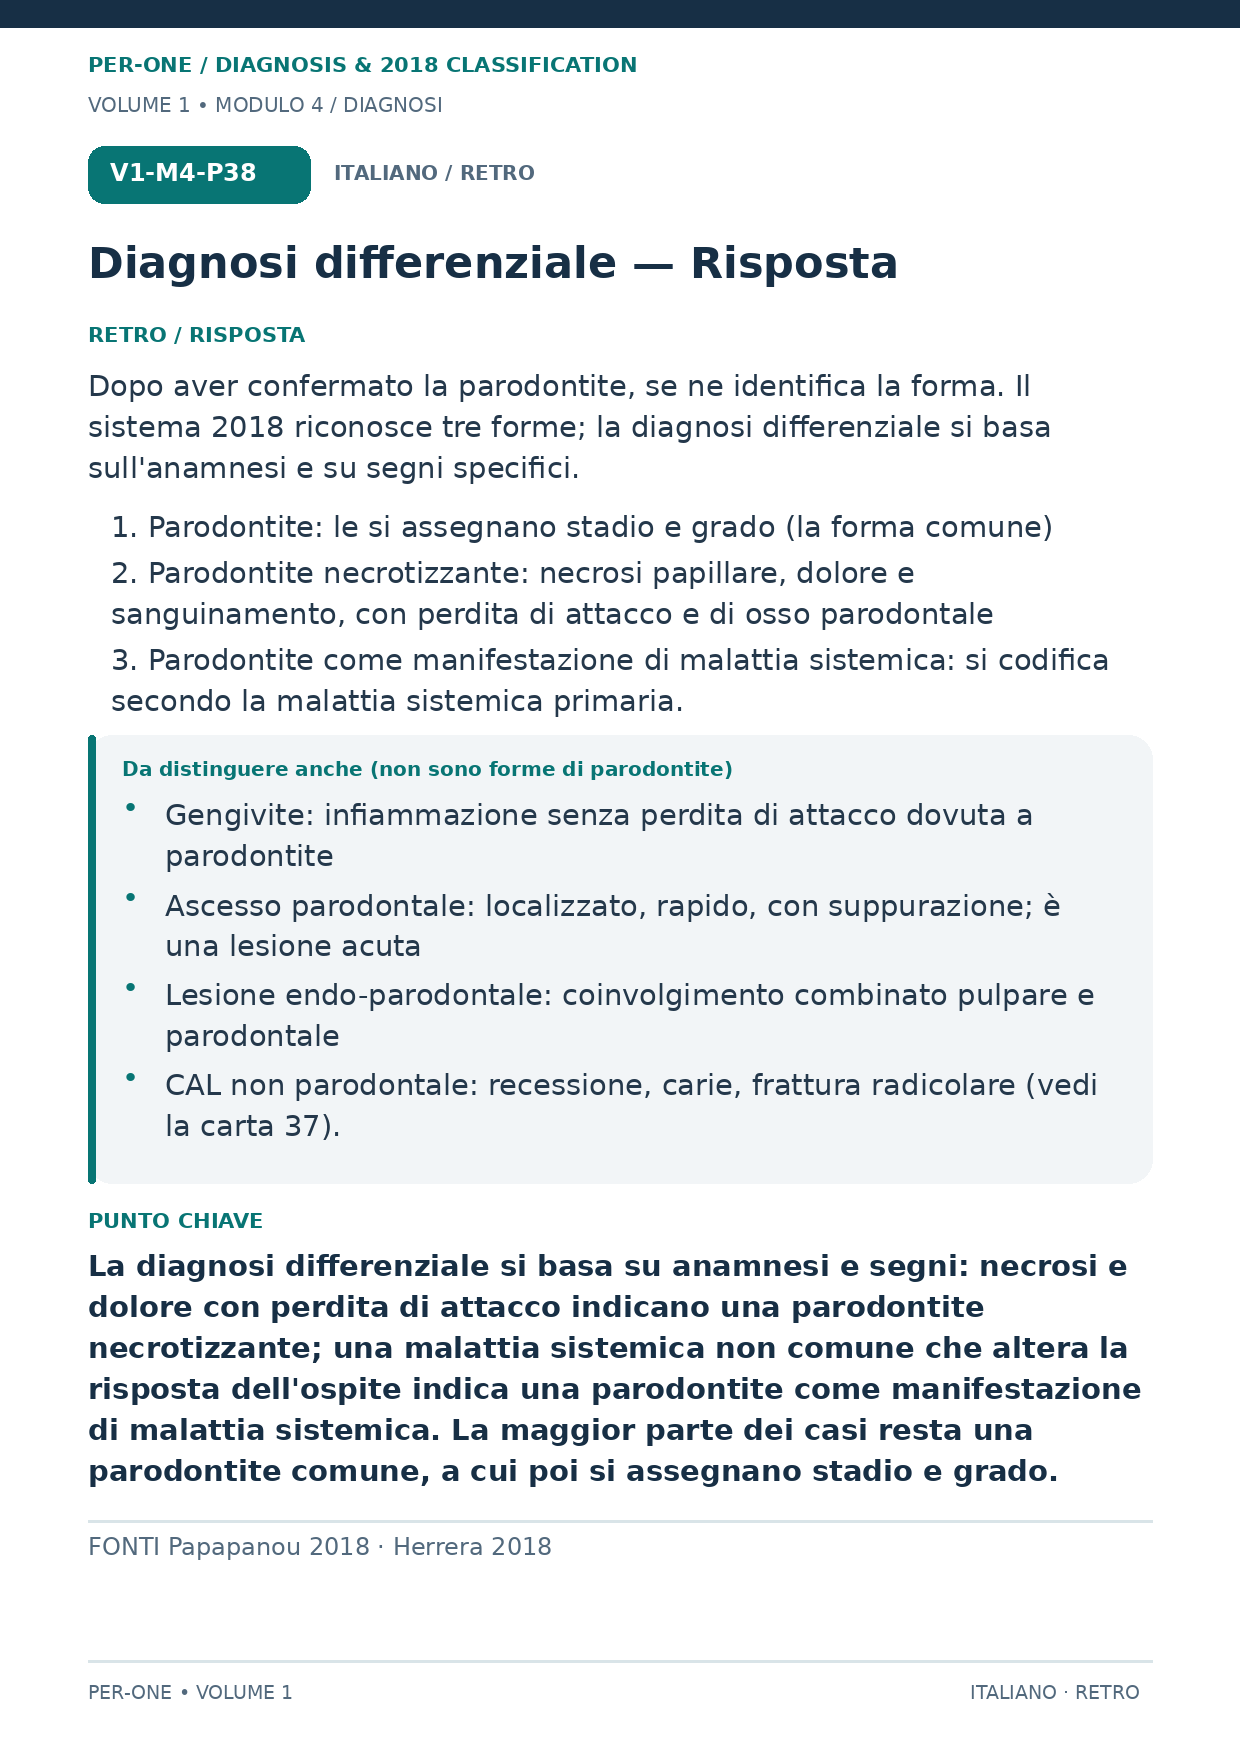 PER-ONE / DIAGNOSIS & 2018 CLASSIFICATION
VOLUME 1 • MODULO 4 / DIAGNOSI
V1-M4-P38
ITALIANO / RETRO
Diagnosi differenziale — Risposta
RETRO / RISPOSTA
Dopo aver confermato la parodontite, se ne identifica la forma. Il
sistema 2018 riconosce tre forme; la diagnosi differenziale si basa
sull'anamnesi e su segni specifici.
1. Parodontite: le si assegnano stadio e grado (la forma comune)
2. Parodontite necrotizzante: necrosi papillare, dolore e
sanguinamento, con perdita di attacco e di osso parodontale
3. Parodontite come manifestazione di malattia sistemica: si codifica
secondo la malattia sistemica primaria.
Da distinguere anche (non sono forme di parodontite)
• Gengivite: infiammazione senza perdita di attacco dovuta a
parodontite
• Ascesso parodontale: localizzato, rapido, con suppurazione; è
una lesione acuta
• Lesione endo-parodontale: coinvolgimento combinato pulpare e
parodontale
• CAL non parodontale: recessione, carie, frattura radicolare (vedi
la carta 37).
PUNTO CHIAVE
La diagnosi differenziale si basa su anamnesi e segni: necrosi e
dolore con perdita di attacco indicano una parodontite
necrotizzante; una malattia sistemica non comune che altera la
risposta dell'ospite indica una parodontite come manifestazione
di malattia sistemica. La maggior parte dei casi resta una
parodontite comune, a cui poi si assegnano stadio e grado.
FONTI Papapanou 2018 · Herrera 2018
PER-ONE • VOLUME 1
ITALIANO · RETRO